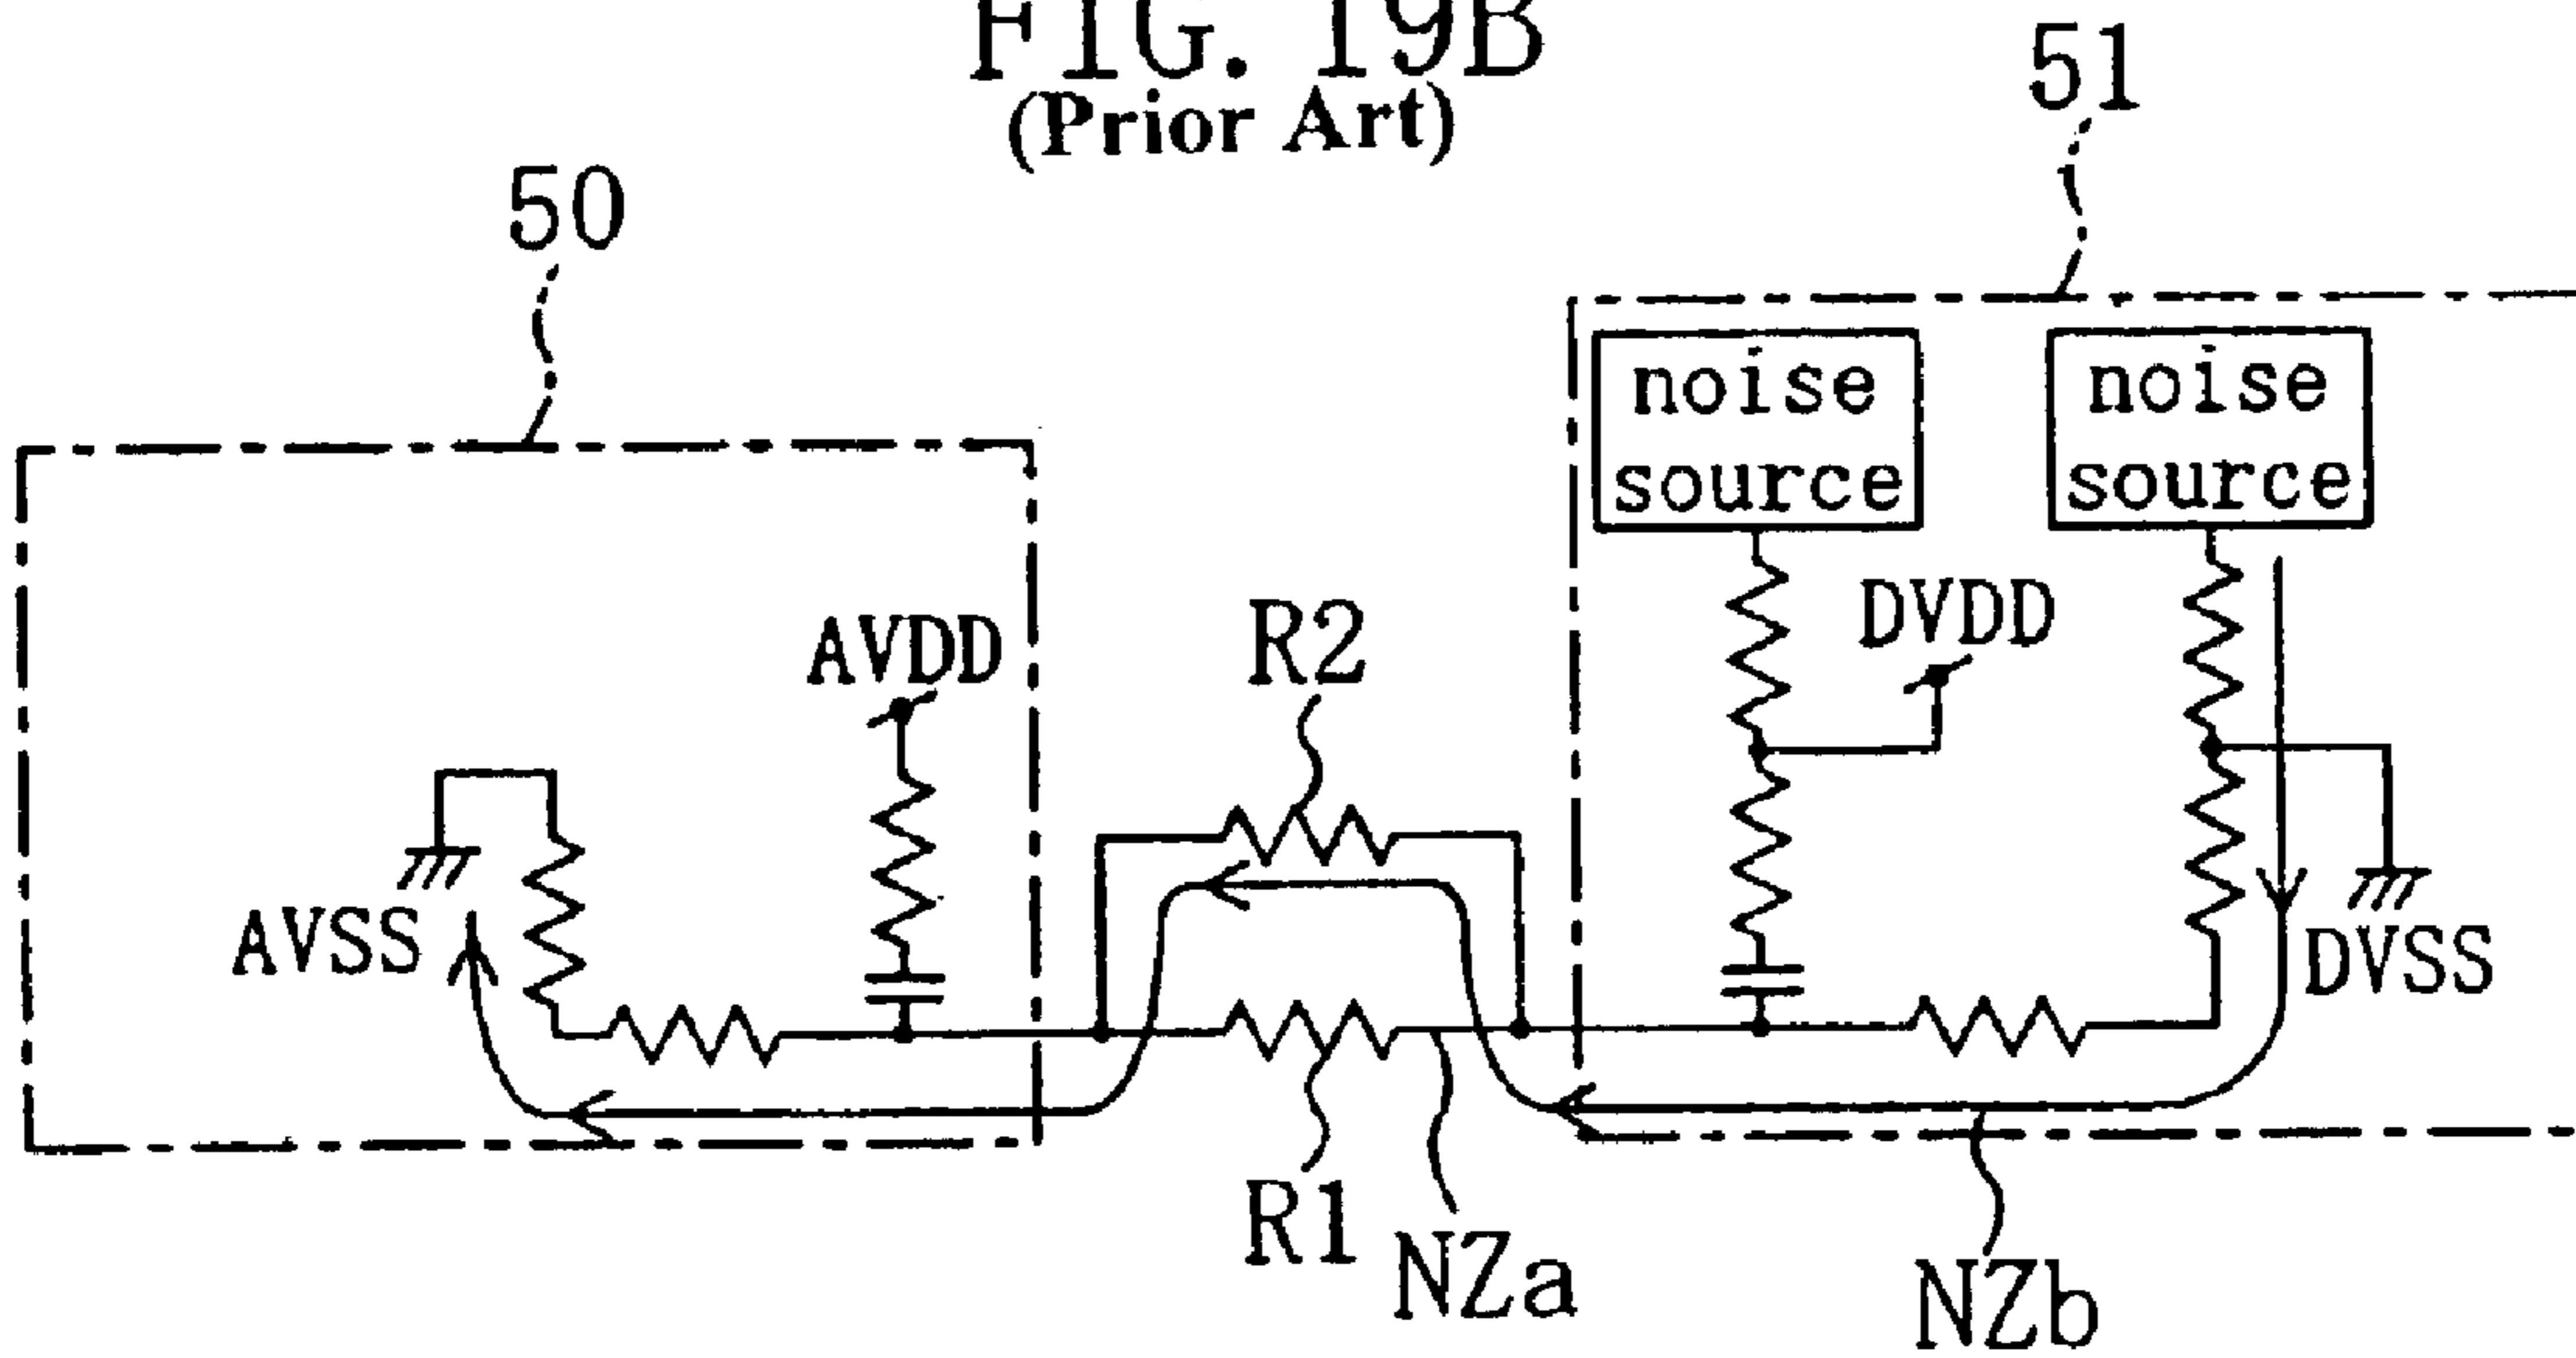 FIG. 19B
(Prior Art)
51
50
noise source
noise source
DVDD
R2
AVDD
AVSS
DVSS
R1
NZa
NZb